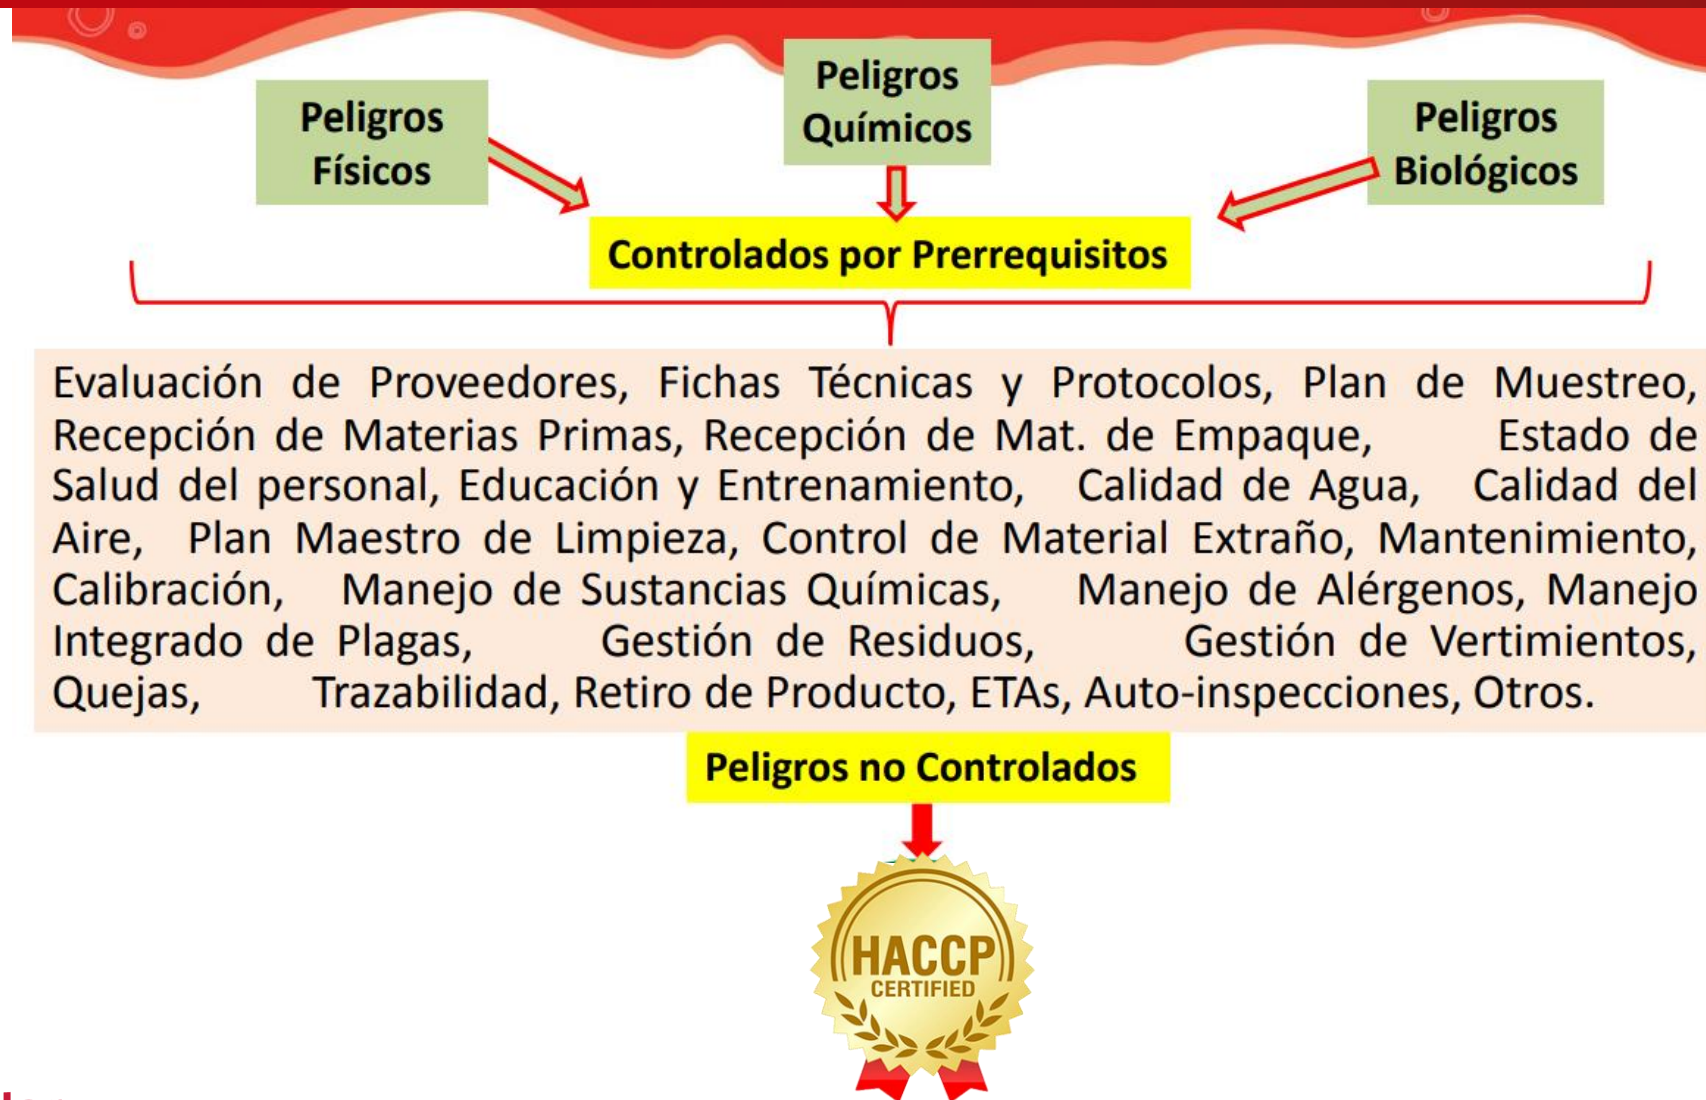 Peligros
Físicos
Peligros
Químicos
Peligros
Biológicos
Controlados por Prerrequisitos
Evaluación de Proveedores, Fichas Técnicas y Protocolos, Plan de Muestreo,
Recepción de Materias Primas, Recepción de Mat. de Empaque, Estado de
Salud del personal, Educación y Entrenamiento, Calidad de Agua, Calidad del
Aire, Plan Maestro de Limpieza, Control de Material Extraño, Mantenimiento,
Calibración, Manejo de Sustancias Químicas, Manejo de Alérgenos, Manejo
Integrado de Plagas, Gestión de Residuos, Gestión de Vertimientos,
Quejas, Trazabilidad, Retiro de Producto, ETAs, Auto-inspecciones, Otros.
Peligros no Controlados
HACCP
CERTIFIED